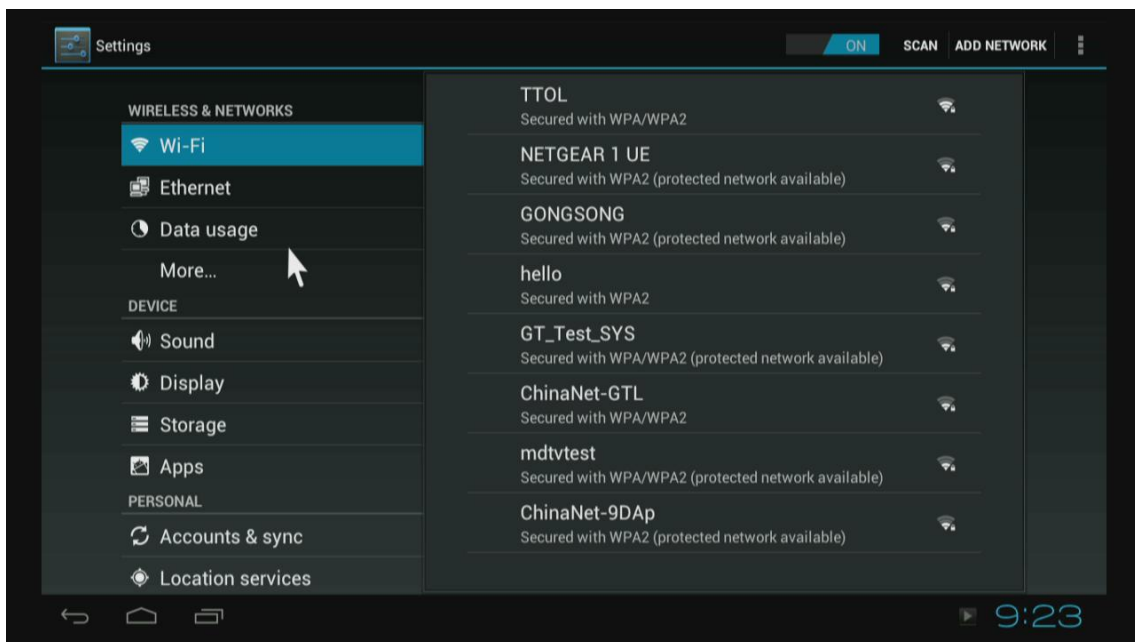 Settings
ON
SCAN
ADD NETWORK
WIRELESS & NETWORKS
Wi-Fi
Ethernet
Data usage
More...
DEVICE
Sound
Display
Storage
Apps
PERSONAL
Accounts & sync
Location services
TTOL
Secured with WPA/WPA2
NETGEAR 1 UE
Secured with WPA2 (protected network available)
GONGSONG
Secured with WPA2 (protected network available)
hello
Secured with WPA2
GT_Test_SYS
Secured with WPA/WPA2 (protected network available)
ChinaNet-GTL
Secured with WPA/WPA2
mdtvtest
Secured with WPA/WPA2 (protected network available)
ChinaNet-9DAp
Secured with WPA2 (protected network available)
9:23